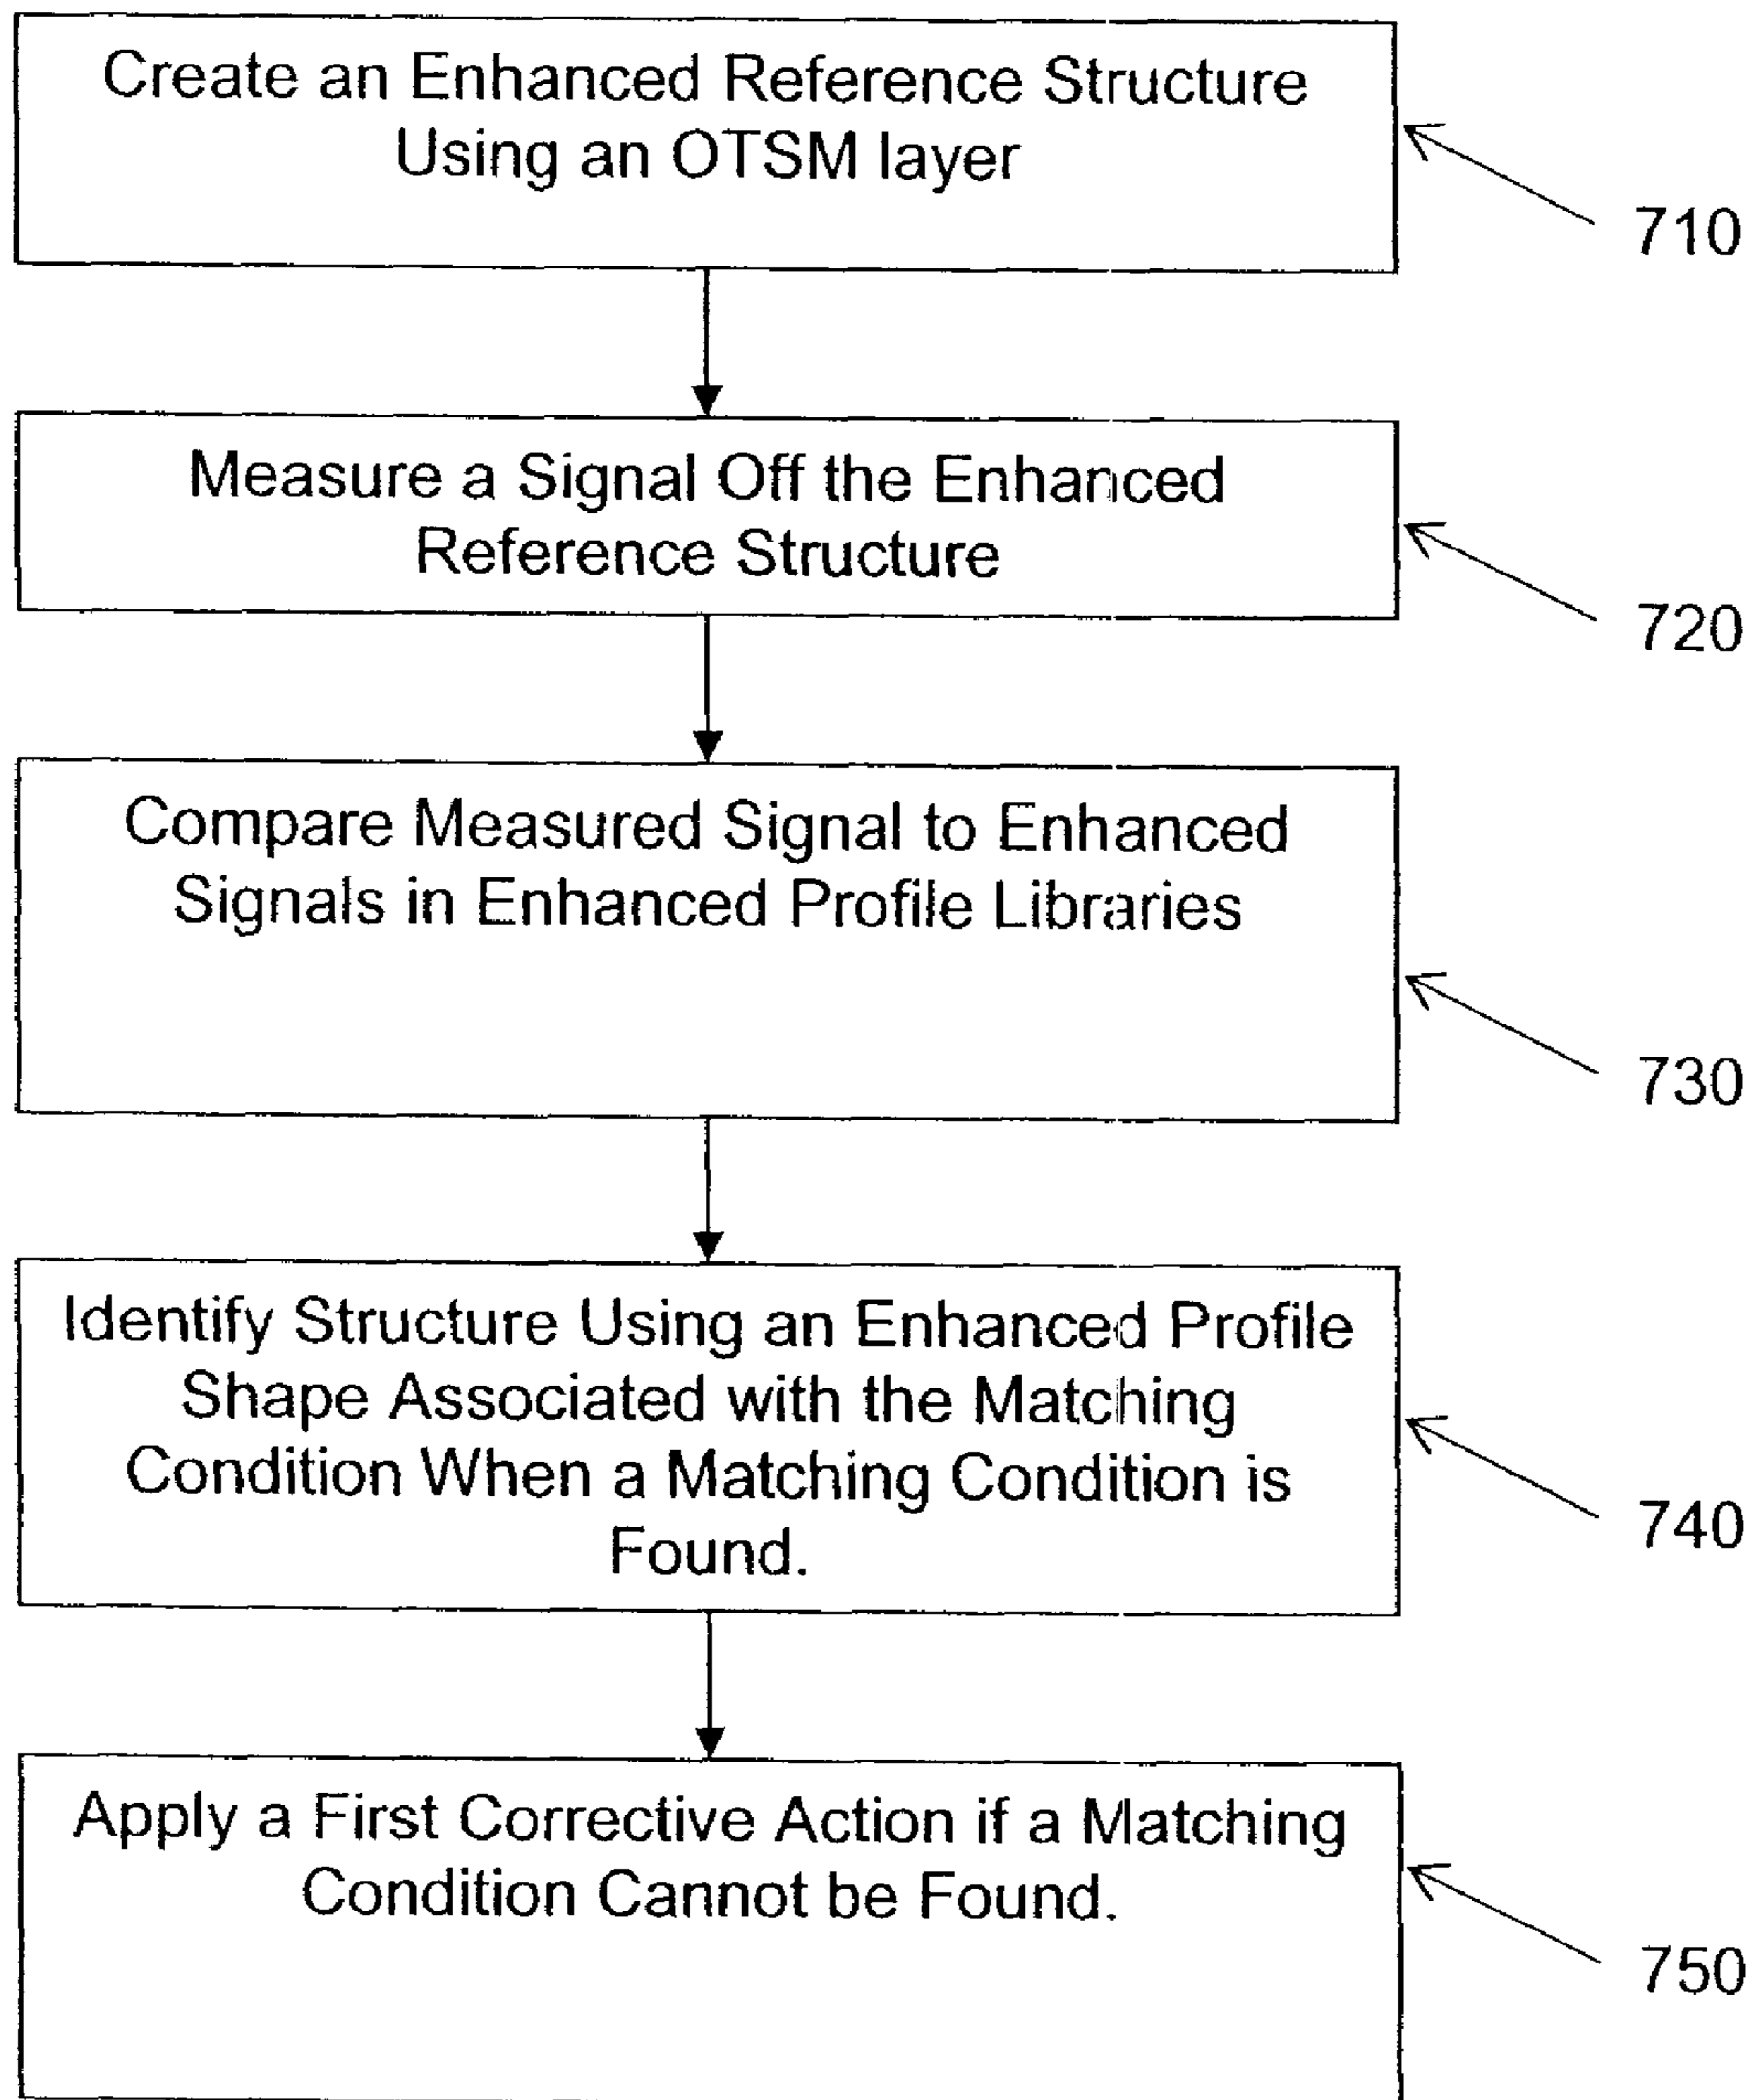 Create an Enhanced Reference Structure
Using an OTSM layer
710
Measure a Signal Off the Enhanced
Reference Structure
720
Compare Measured Signal to Enhanced
Signals in Enhanced Profile Libraries
730
Identify Structure Using an Enhanced Profile
Shape Associated with the Matching
Condition When a Matching Condition is
Found.
740
Apply a First Corrective Action if a Matching
Condition Cannot be Found.
750